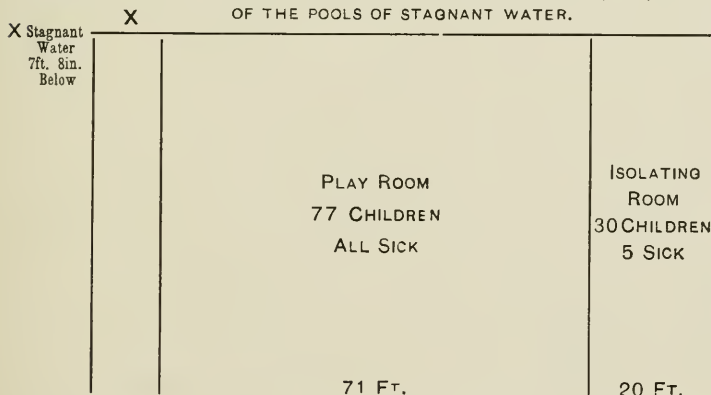 OF THE POOLS OF STAGNANT WATER.
X
X Stagnant
Water
7ft. 8in.
Below
PLAY ROOM
77 CHILDREN
ALL SICK
ISOLATING
ROOM
30 CHILDREN
5 SICK
71 FT.
20 FT.